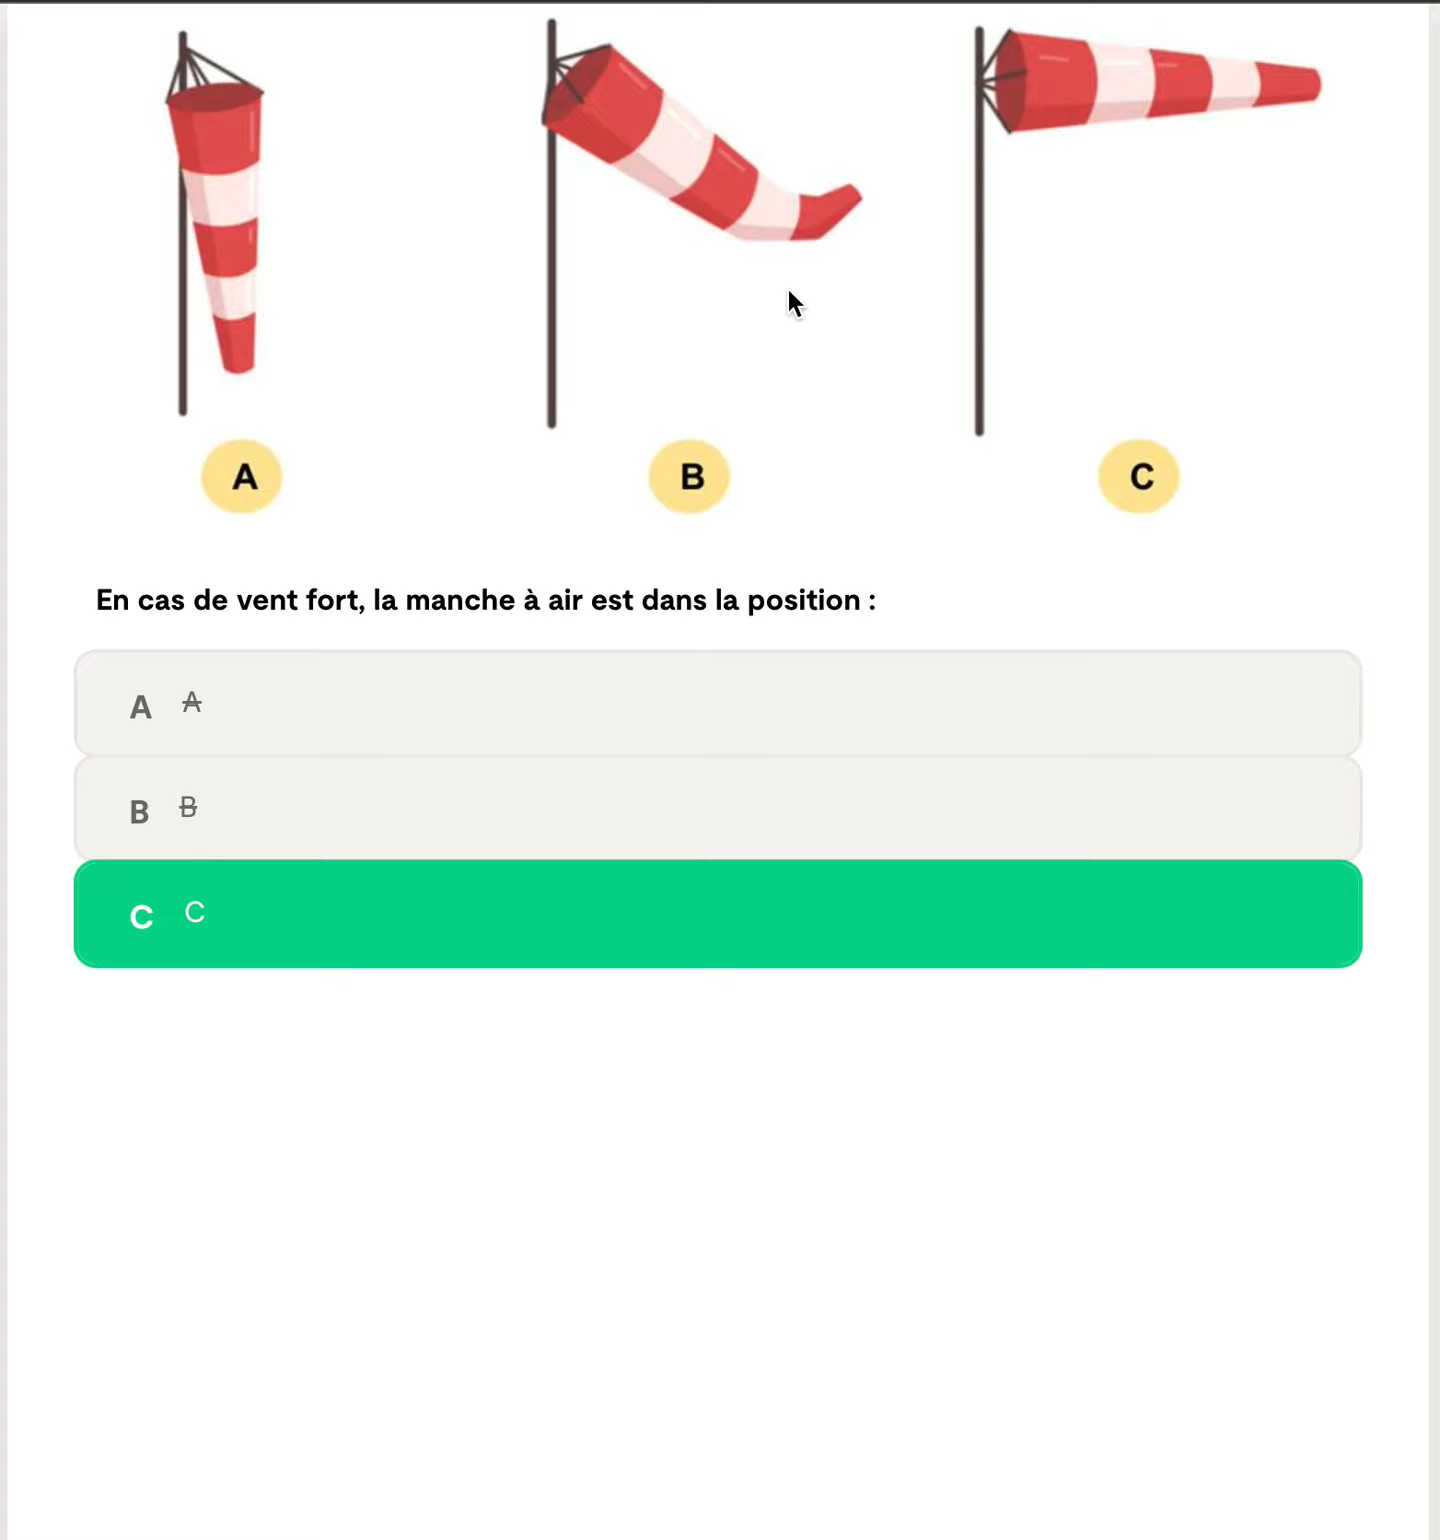 A B C
En cas de vent fort, la manche à air est dans la position :
A A
B B
C C